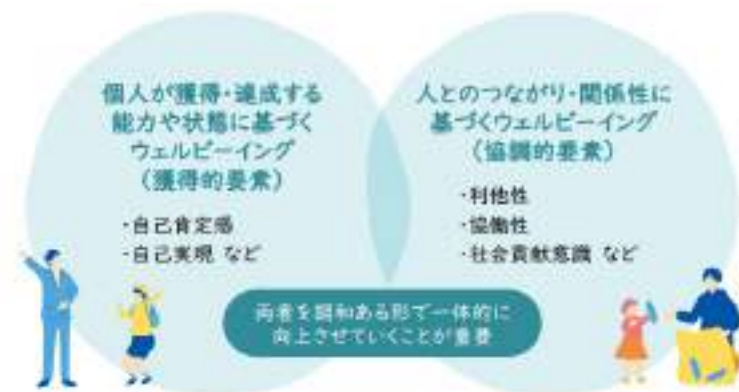 個人が獲得・達成する
能力や状態に基づく
ウェルビーイング
(獲得的要素)
・自己肯定感
・自己実現 など
人とのつながり・関係性に
基づくウェルビーイング
(協調的要素)
・利他性
・協働性
・社会貢献意識 など
両者を調和ある形で一体的に
向上させていくことが重要